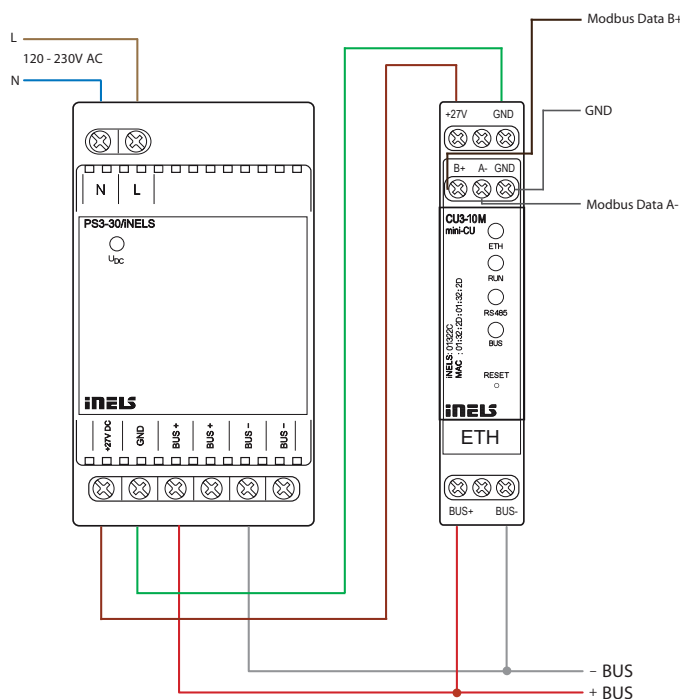 L
120 - 230V AC
N
N
L
PS3-30/iNELS
UDC
iNELS
+27V DC
GND
BUS +
BUS +
BUS -
BUS -
Modbus Data B+
GND
Modbus Data A-
+27V
GND
B+ A- GND
CU3-10M
mini-CU
ETH
RUN
RS485
BUS
iNELS: 01322C
MAC : 01:32:2D:01:32:2D
RESET
iNELS
ETH
BUS+
BUS-
- BUS
+ BUS